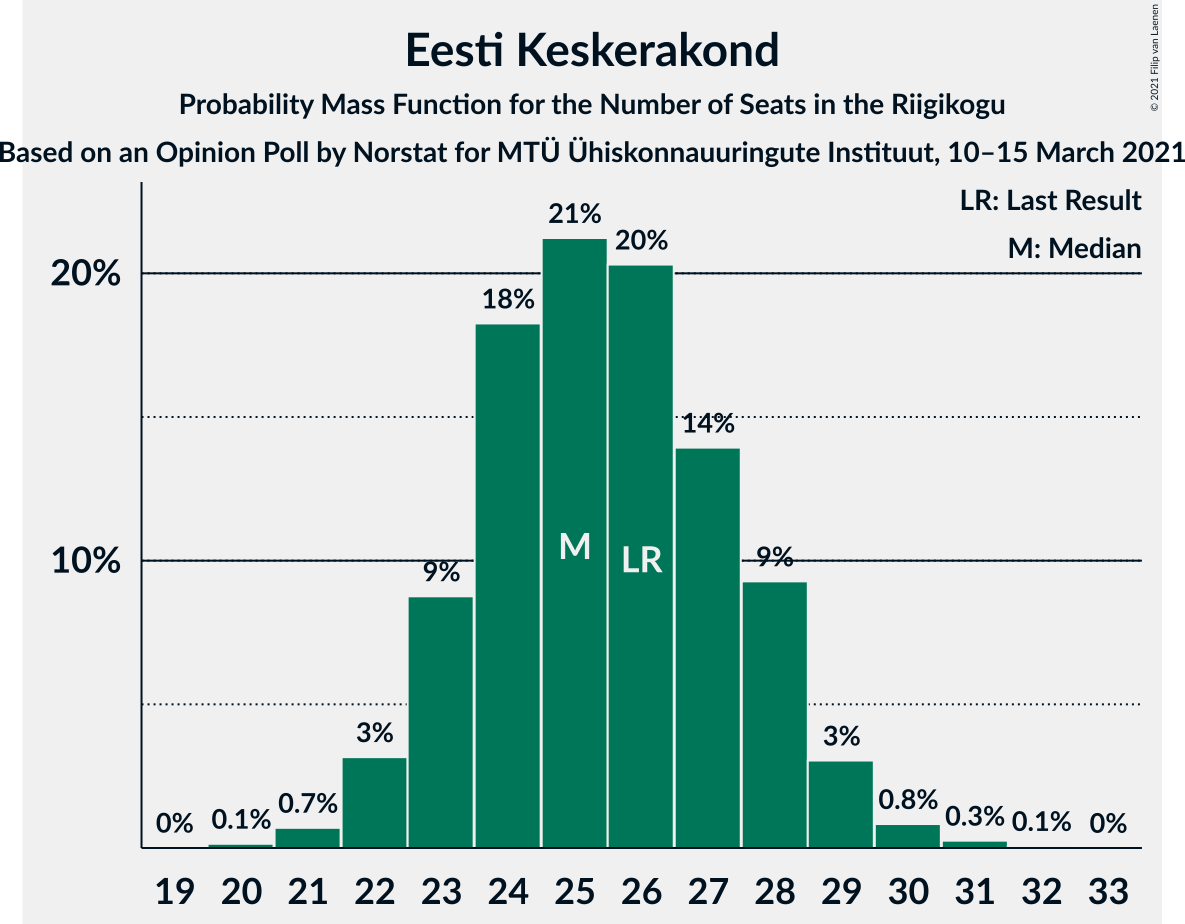 Eesti Keskerakond
Probability Mass Function for the Number of Seats in the Riigikogu
Based on an Opinion Poll by Norstat for MTÜ Ühiskonnauuringute Instituut, 10–15 March 2021
© 2021 Filip van Laenen
LR: Last Result
M: Median
20%
10%
0%
0.1%
0.7%
3%
9%
18%
21%
20%
14%
9%
3%
0.8%
0.3%
0.1%
0%
M
LR
19 20 21 22 23 24 25 26 27 28 29 30 31 32 33